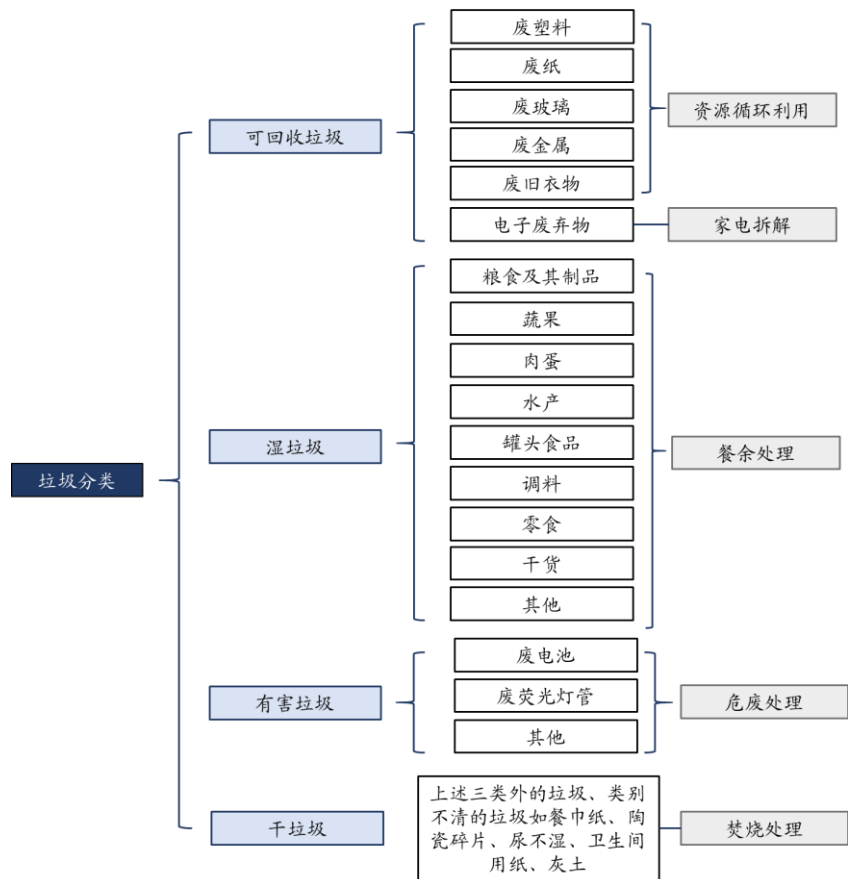 垃圾分类
可回收垃圾
废塑料
废纸
废玻璃
废金属
废旧衣物
资源循环利用
电子废弃物
家电拆解
湿垃圾
粮食及其制品
蔬果
肉蛋
水产
罐头食品
调料
零食
干货
其他
餐余处理
有害垃圾
废电池
废荧光灯管
其他
危废处理
干垃圾
上述三类外的垃圾、类别
不清的垃圾如餐巾纸、陶
瓷碎片、尿不湿、卫生间
用纸、灰土
焚烧处理